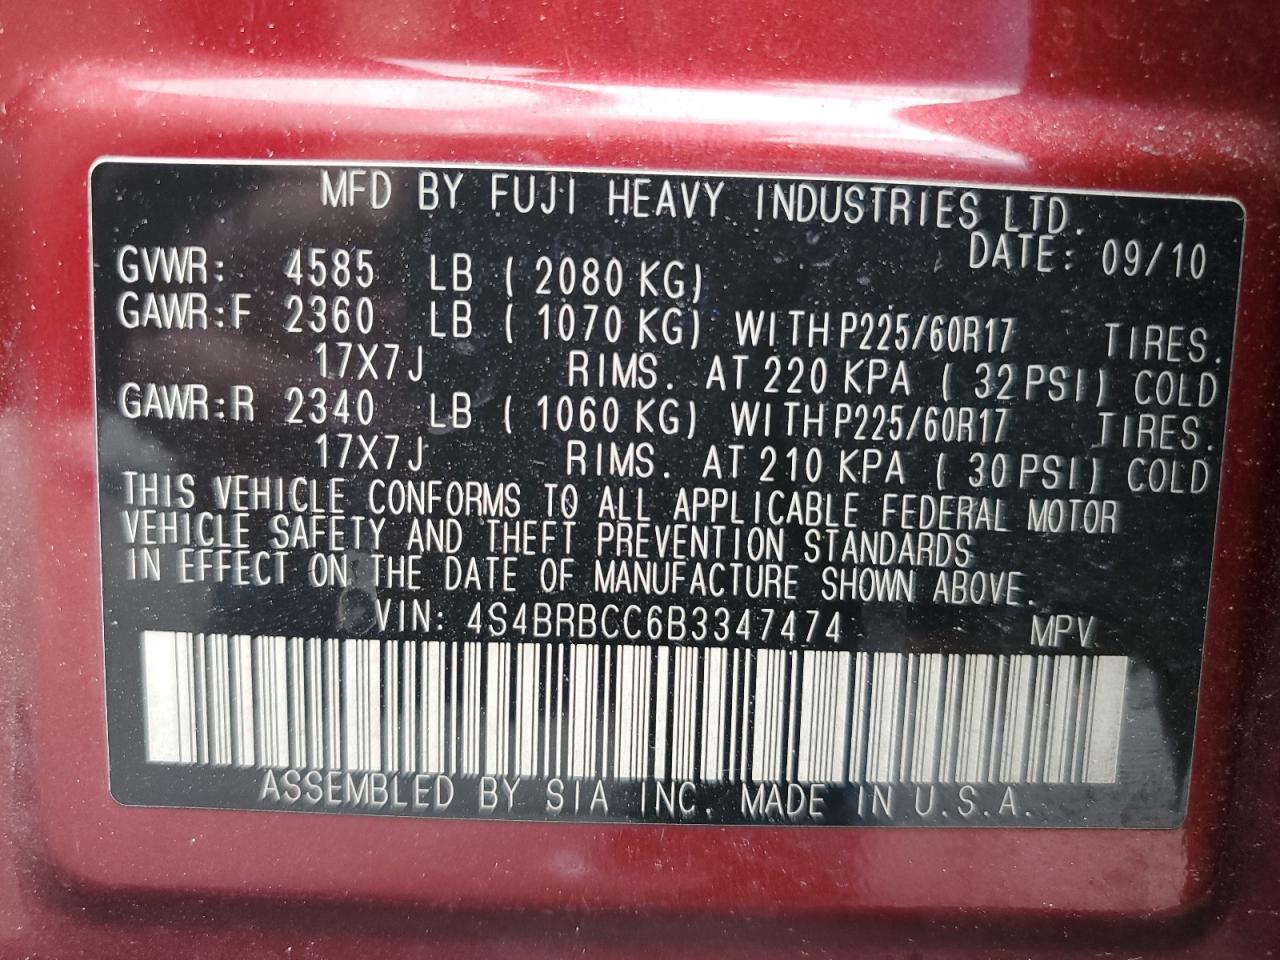 MFD BY FUJI HEAVY INDUSTRIES LTD.
DATE: 09/10
GVWR: 4585 LB ( 2080 KG)
GAWR:F 2360 LB ( 1070 KG) WITH P225/60R17 TIRES.
17X7J RIMS. AT 220 KPA ( 32 PSI) COLD
GAWR:R 2340 LB ( 1060 KG) WITH P225/60R17 TIRES.
17X7J RIMS. AT 210 KPA ( 30 PSI) COLD
THIS VEHICLE CONFORMS TO ALL APPLICABLE FEDERAL MOTOR
VEHICLE SAFETY AND THEFT PREVENTION STANDARDS
IN EFFECT ON THE DATE OF MANUFACTURE SHOWN ABOVE.
VIN: 4S4BRBCC6B3347474 MPV
ASSEMBLED BY SIA INC. MADE IN U.S.A.